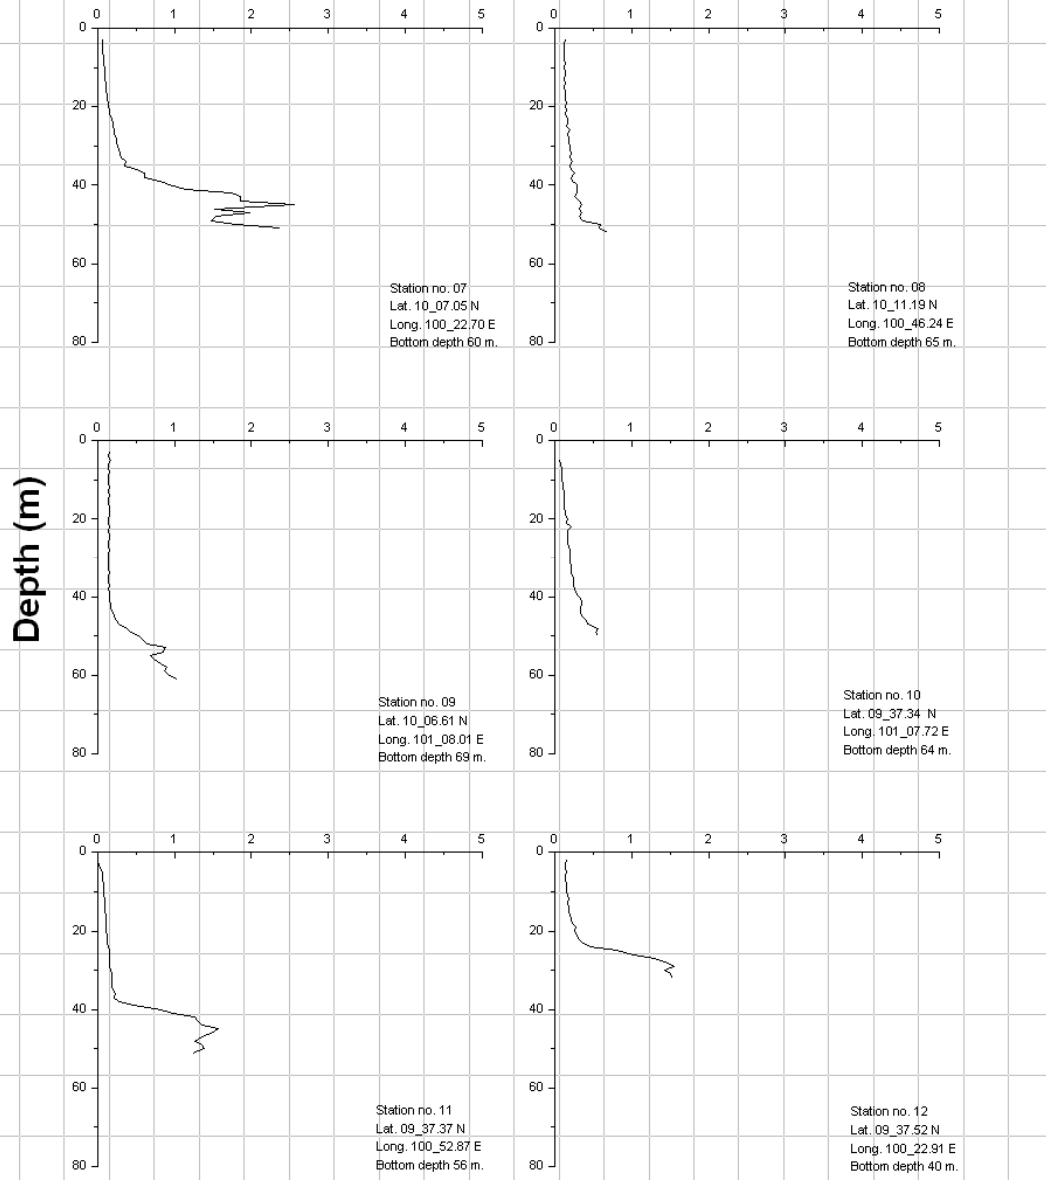 0 1 2 3 4 5
0
20
40
60
80
Station no. 07
Lat. 10_07.05 N
Long. 100_22.70 E
Bottom depth 60 m.
0 1 2 3 4 5
0
20
40
60
80
Station no. 08
Lat. 10_11.19 N
Long. 100_46.24 E
Bottom depth 65 m.
Depth (m)
0 1 2 3 4 5
0
20
40
60
80
Station no. 09
Lat. 10_06.61 N
Long. 101_08.01 E
Bottom depth 69 m.
0 1 2 3 4 5
0
20
40
60
80
Station no. 10
Lat. 09_37.34 N
Long. 101_07.72 E
Bottom depth 64 m.
0 1 2 3 4 5
0
20
40
60
80
Station no. 11
Lat. 09_37.37 N
Long. 100_52.87 E
Bottom depth 56 m.
0 1 2 3 4 5
0
20
40
60
80
Station no. 12
Lat. 09_37.52 N
Long. 100_22.91 E
Bottom depth 40 m.